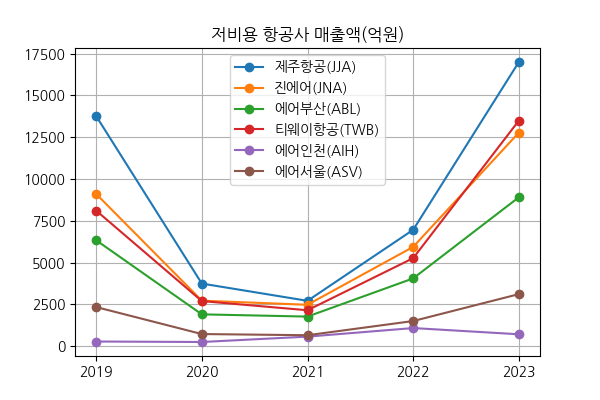 저비용 항공사 매출액(억원)
17500
15000
12500
10000
7500
5000
2500
0
제주항공(JJA)
진에어(JNA)
에어부산(ABL)
티웨이항공(TWB)
에어인천(AIH)
에어서울(ASV)
2019 2020 2021 2022 2023